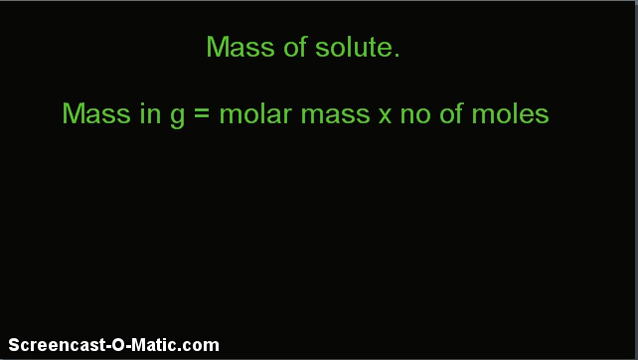 Mass of solute.
Mass in g = molar mass x no of moles
Screencast-O-Matic.com